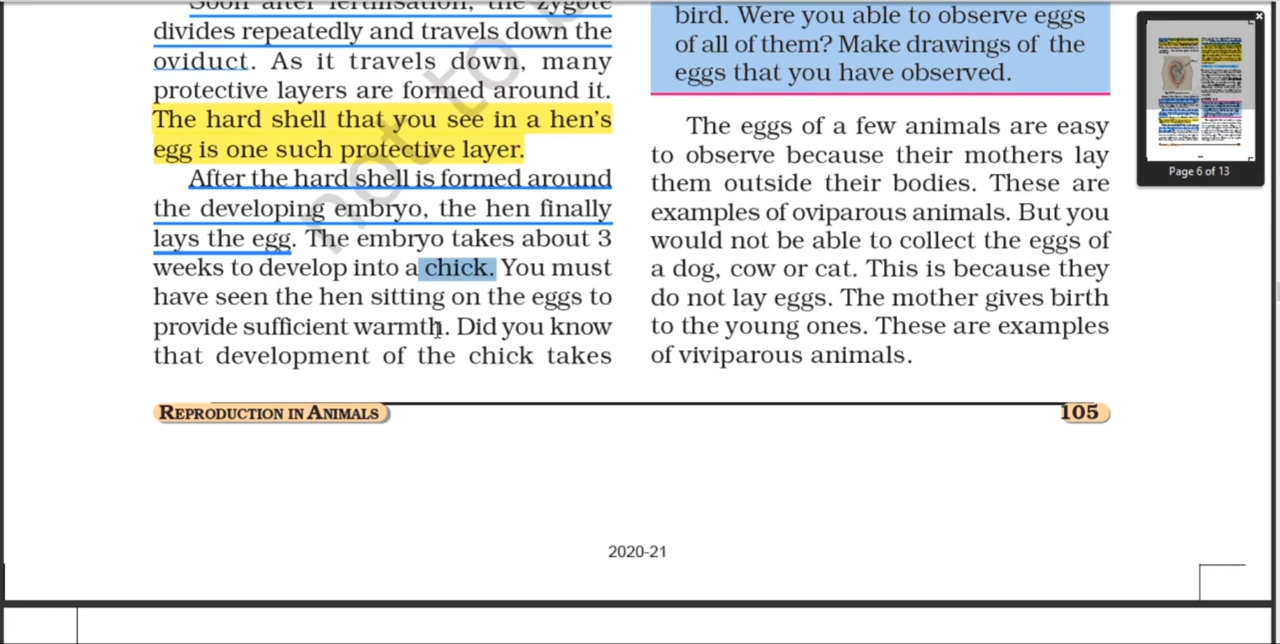 Soon after fertilisation, the zygote
divides repeatedly and travels down the
oviduct. As it travels down, many
protective layers are formed around it.
The hard shell that you see in a hen's
egg is one such protective layer.
After the hard shell is formed around
the developing embryo, the hen finally
lays the egg. The embryo takes about 3
weeks to develop into a chick. You must
have seen the hen sitting on the eggs to
provide sufficient warmth. Did you know
that development of the chick takes
bird. Were you able to observe eggs
of all of them? Make drawings of the
eggs that you have observed.
The eggs of a few animals are easy
to observe because their mothers lay
them outside their bodies. These are
examples of oviparous animals. But you
would not be able to collect the eggs of
a dog, cow or cat. This is because they
do not lay eggs. The mother gives birth
to the young ones. These are examples
of viviparous animals.
REPRODUCTION IN ANIMALS
105
2020-21
not to
Page 6 of 13